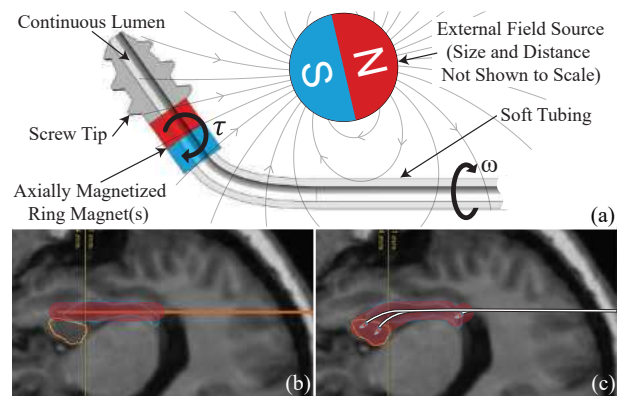 Continuous Lumen
External Field Source
(Size and Distance
Not Shown to Scale)
S
N
Screw Tip
τ
Soft Tubing
Axially Magnetized
Ring Magnet(s)
ω
(a)
(b)
(c)